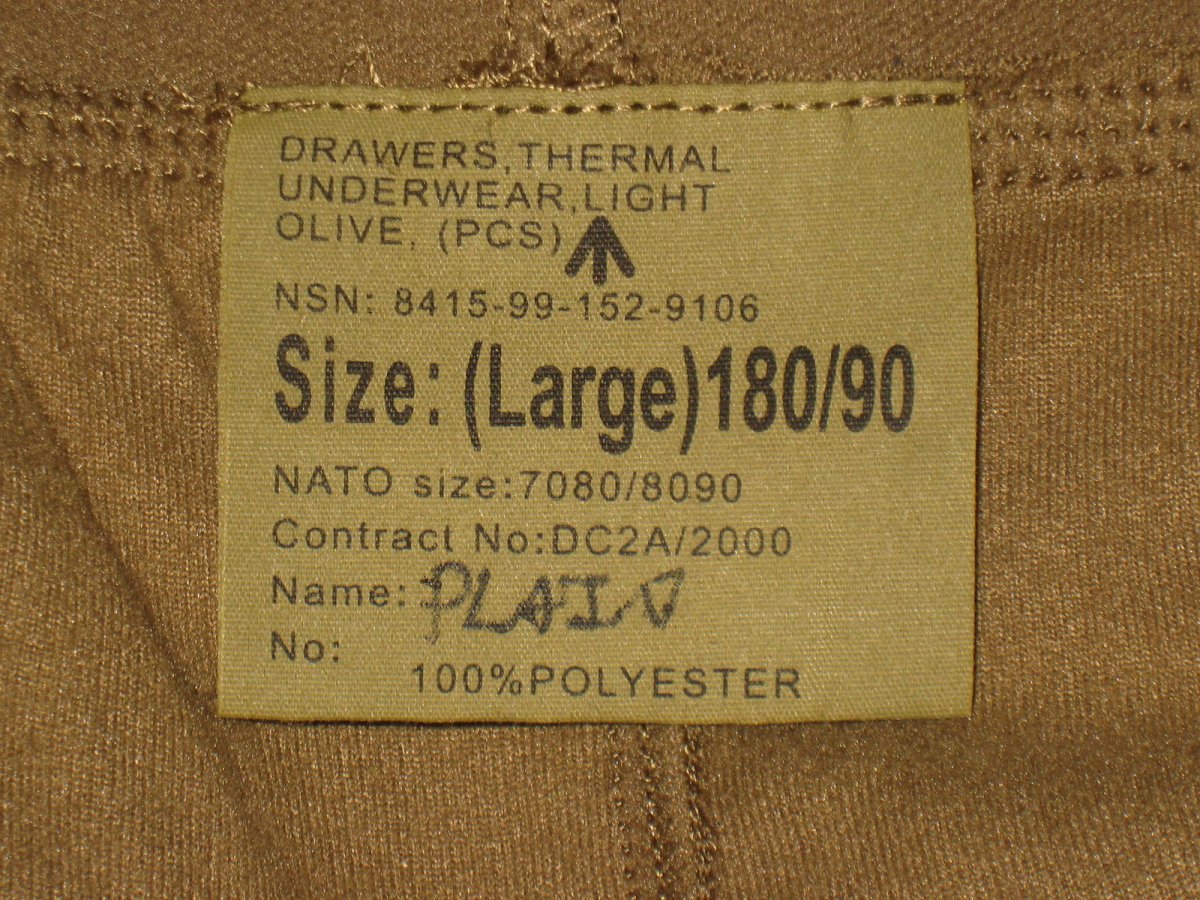 DRAWERS,THERMAL
UNDERWEAR,LIGHT
OLIVE, (PCS)
NSN: 8415-99-152-9106
Size: (Large)180/90
NATO size:7080/8090
Contract No:DC2A/2000
Name:
No:
100%POLYESTER